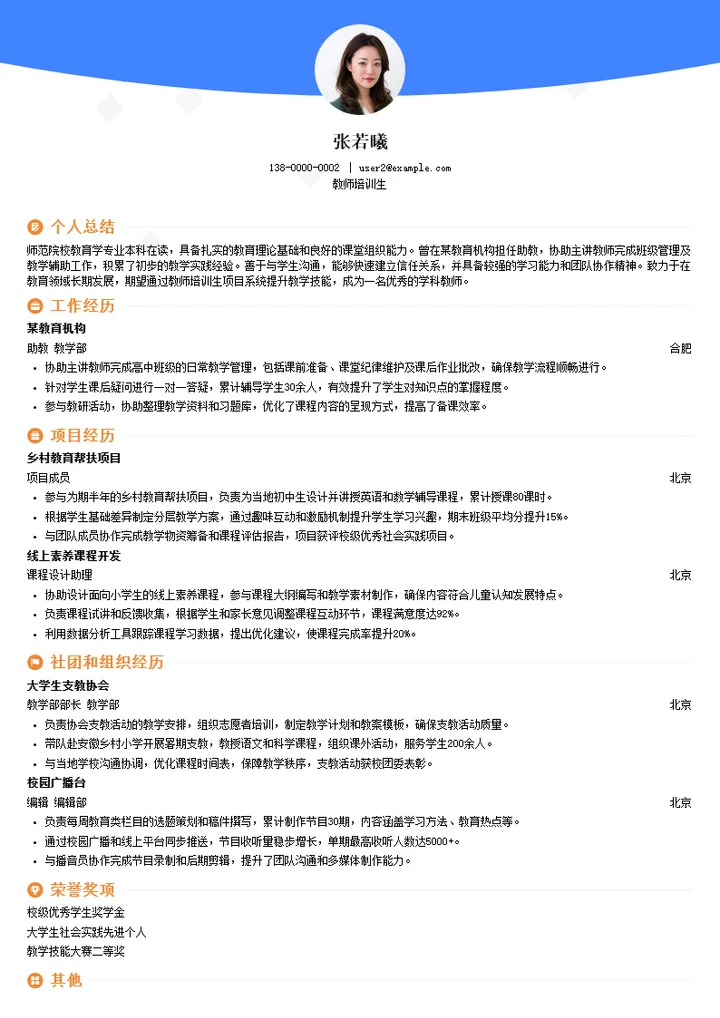 张若曦
138-0000-0002 | user2@example.com
教师培训生
个人总结
师范院校教育学专业本科在读，具备扎实的教育理论基础和良好的课堂组织能力。曾在某教育机构担任助教，协助主讲教师完成班级管理及
教学辅助工作，积累了初步的教学实践经验。善于与学生沟通，能够快速建立信任关系，并具备较强的学习能力和团队协作精神。致力于在
教育领域长期发展，期望通过教师培训生项目系统提升教学技能，成为一名优秀的学科教师。
工作经历
某教育机构
助教 教学部 合肥
• 协助主讲教师完成高中班级的日常教学管理，包括课前准备、课堂纪律维护及课后作业批改，确保教学流程顺畅进行。
• 针对学生课后疑问进行一对一答疑，累计辅导学生30余人，有效提升了学生对知识点的掌握程度。
• 参与教研活动，协助整理教学资料和习题库，优化了课程内容的呈现方式，提高了备课效率。
项目经历
乡村教育帮扶项目
项目成员 北京
• 参与为期半年的乡村教育帮扶项目，负责为当地初中生设计并讲授英语和数学辅导课程，累计授课80课时。
• 根据学生基础差异制定分层教学方案，通过趣味互动和激励机制提升学生学习兴趣，期末班级平均分提升15%。
• 与团队成员协作完成教学物资筹备和课程评估报告，项目获评校级优秀社会实践项目。
线上素养课程开发
课程设计助理 北京
• 协助设计面向小学生的线上素养课程，参与课程大纲编写和教学素材制作，确保内容符合儿童认知发展特点。
• 负责课程试讲和反馈收集，根据学生和家长意见调整课程互动环节，课程满意度达92%。
• 利用数据分析工具跟踪课程学习数据，提出优化建议，使课程完成率提升20%。
社团和组织经历
大学生支教协会
教学部部长 教学部 北京
• 负责协会支教活动的教学安排，组织志愿者培训，制定教学计划和教案模板，确保支教活动质量。
• 带队赴安徽乡村小学开展暑期支教，教授语文和科学课程，组织课外活动，服务学生200余人。
• 与当地学校沟通协调，优化课程时间表，保障教学秩序，支教活动获校团委表彰。
校园广播台
编辑 编辑部 北京
• 负责每周教育类栏目的选题策划和稿件撰写，累计制作节目30期，内容涵盖学习方法、教育热点等。
• 通过校园广播和线上平台同步推送，节目收听量稳步增长，单期最高收听人数达5000+。
• 与播音员协作完成节目录制和后期剪辑，提升了团队沟通和多媒体制作能力。
荣誉奖项
校级优秀学生奖学金
大学生社会实践先进个人
教学技能大赛二等奖
其他